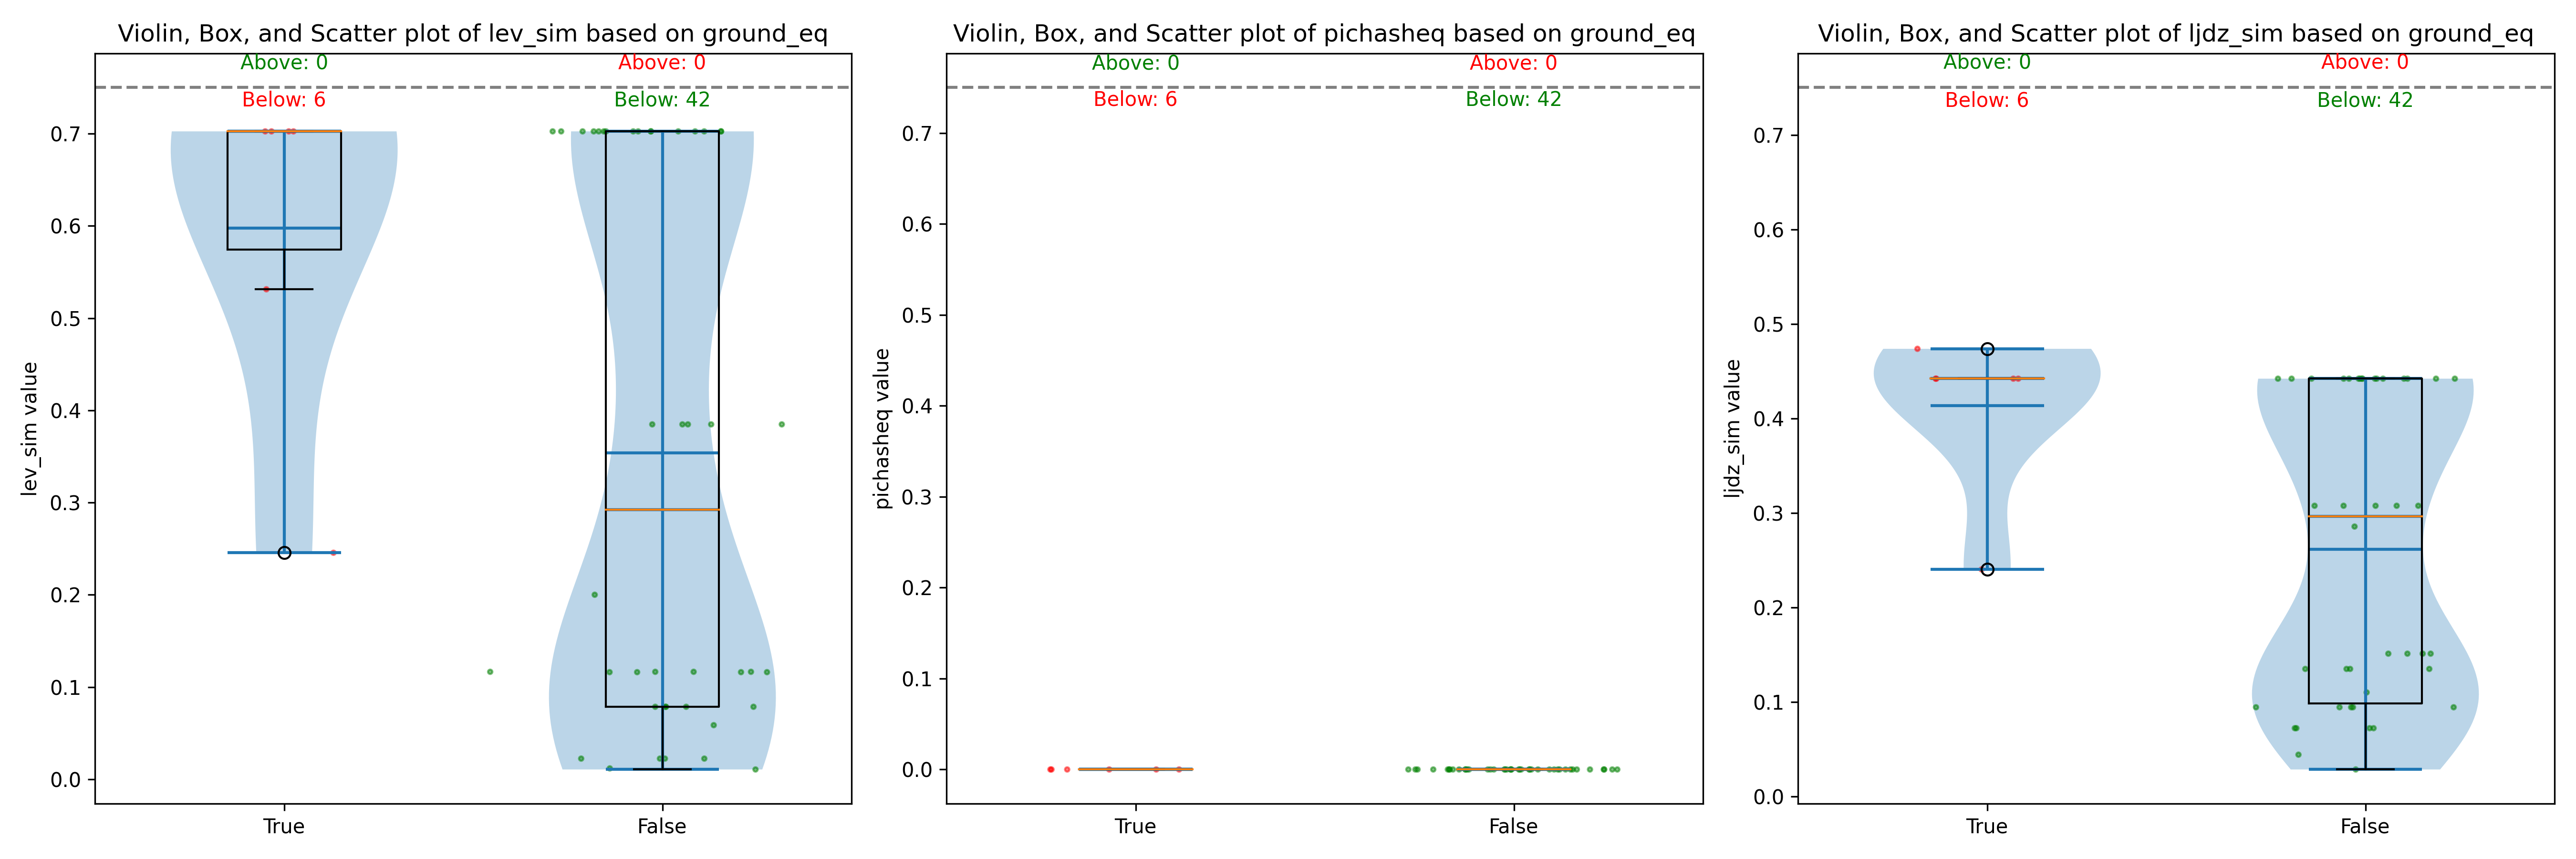 Violin, Box, and Scatter plot of lev_sim based on ground_eq
Above: 0
Above: 0
Below: 6
Below: 42
0.7
0.6
0.5
0.4
0.3
0.2
0.1
0.0
lev_sim value
True
False
Violin, Box, and Scatter plot of pichasheq based on ground_eq
Above: 0
Above: 0
Below: 6
Below: 42
0.7
0.6
0.5
0.4
0.3
0.2
0.1
0.0
pichasheq value
True
False
Violin, Box, and Scatter plot of ljdz_sim based on ground_eq
Above: 0
Above: 0
Below: 6
Below: 42
0.7
0.6
0.5
0.4
0.3
0.2
0.1
0.0
ljdz_sim value
True
False